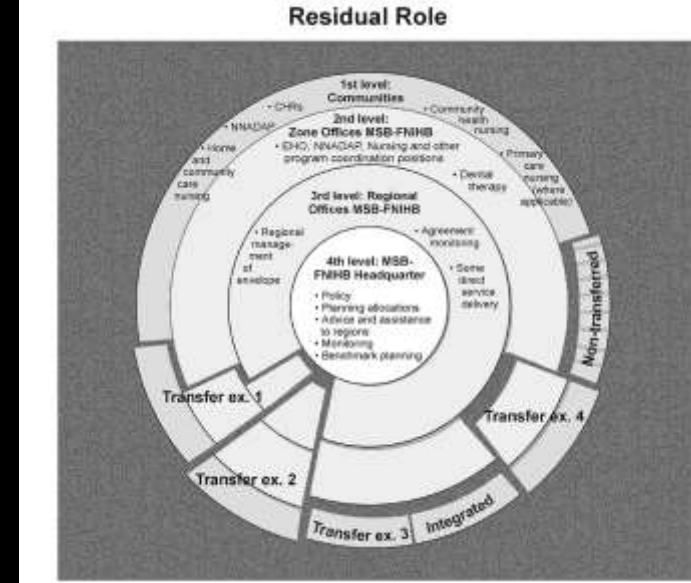 Residual Role
1st level:
Communities
• CHRs
• NNADAP
• Home
and
community
care
nursing
• Community
health
nursing
• Primary
care
nursing
(where
applicable)
2nd level:
Zone Offices MSB-FNIHB
• EHO, NNADAP, Nursing and other
program coordination positions
• Dental
therapy
3rd level: Regional
Offices MSB-FNIHB
• Regional
manage-
ment
of
envelope
• Agreement
monitoring
• Some
direct
service
delivery
4th level: MSB-
FNIHB Headquarter
• Policy
• Planning allocations
• Advice and assistance
to regions
• Monitoring
• Benchmark planning
Non-transferred
Transfer ex. 1
Transfer ex. 2
Transfer ex. 3
Integrated
Transfer ex. 4